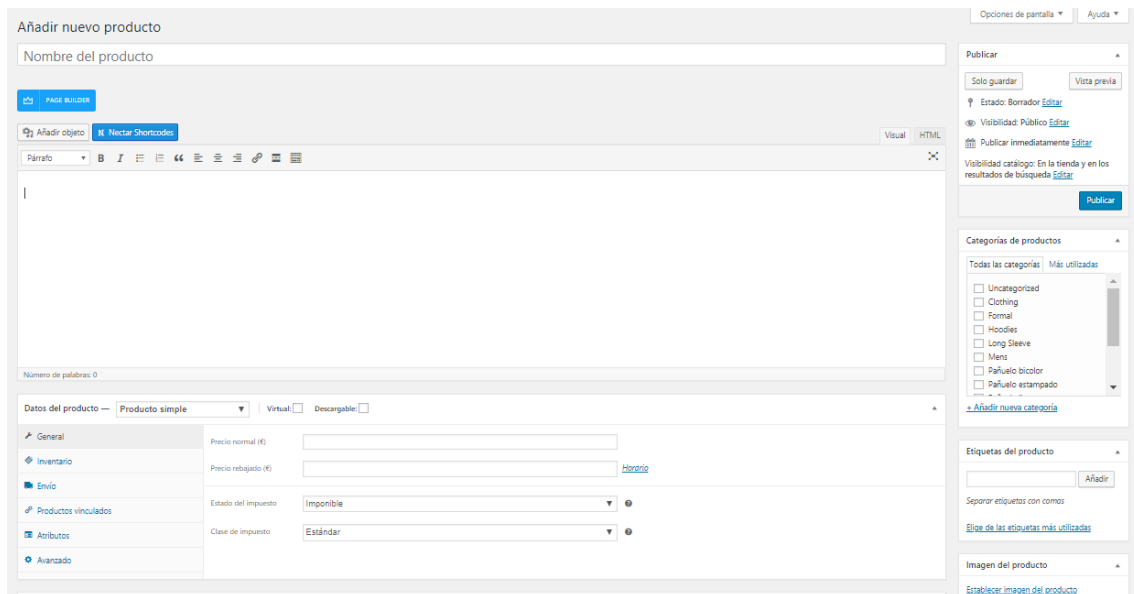 Opciones de pantalla ▼ Ayuda ▼
Añadir nuevo producto
Nombre del producto
PAGE BUILDER
Añadir objeto N Nectar Shortcodes
Visual HTML
Párrafo ▼ B I
Número de palabras: 0
Datos del producto — Producto simple ▼ Virtual: Descargable:
General
Inventario
Envío
Productos vinculados
Atributos
Avanzado
Precio normal (€)
Precio rebajado (€) Horario
Estado del impuesto Imponible ▼
Clase de impuesto Estándar ▼
Publicar
Solo guardar Vista previa
Estado: Borrador Editar
Visibilidad: Público Editar
Publicar inmediatamente Editar
Visibilidad catálogo: En la tienda y en los
resultados de búsqueda Editar
Publicar
Categorías de productos
Todas las categorías Más utilizadas
Uncategorized
Clothing
Formal
Hoodies
Long Sleeve
Mens
Pañuelo bicolor
Pañuelo estampado
+ Añadir nueva categoría
Etiquetas del producto
Añadir
Separar etiquetas con comas
Elige de las etiquetas más utilizadas
Imagen del producto
Establecer imagen del producto